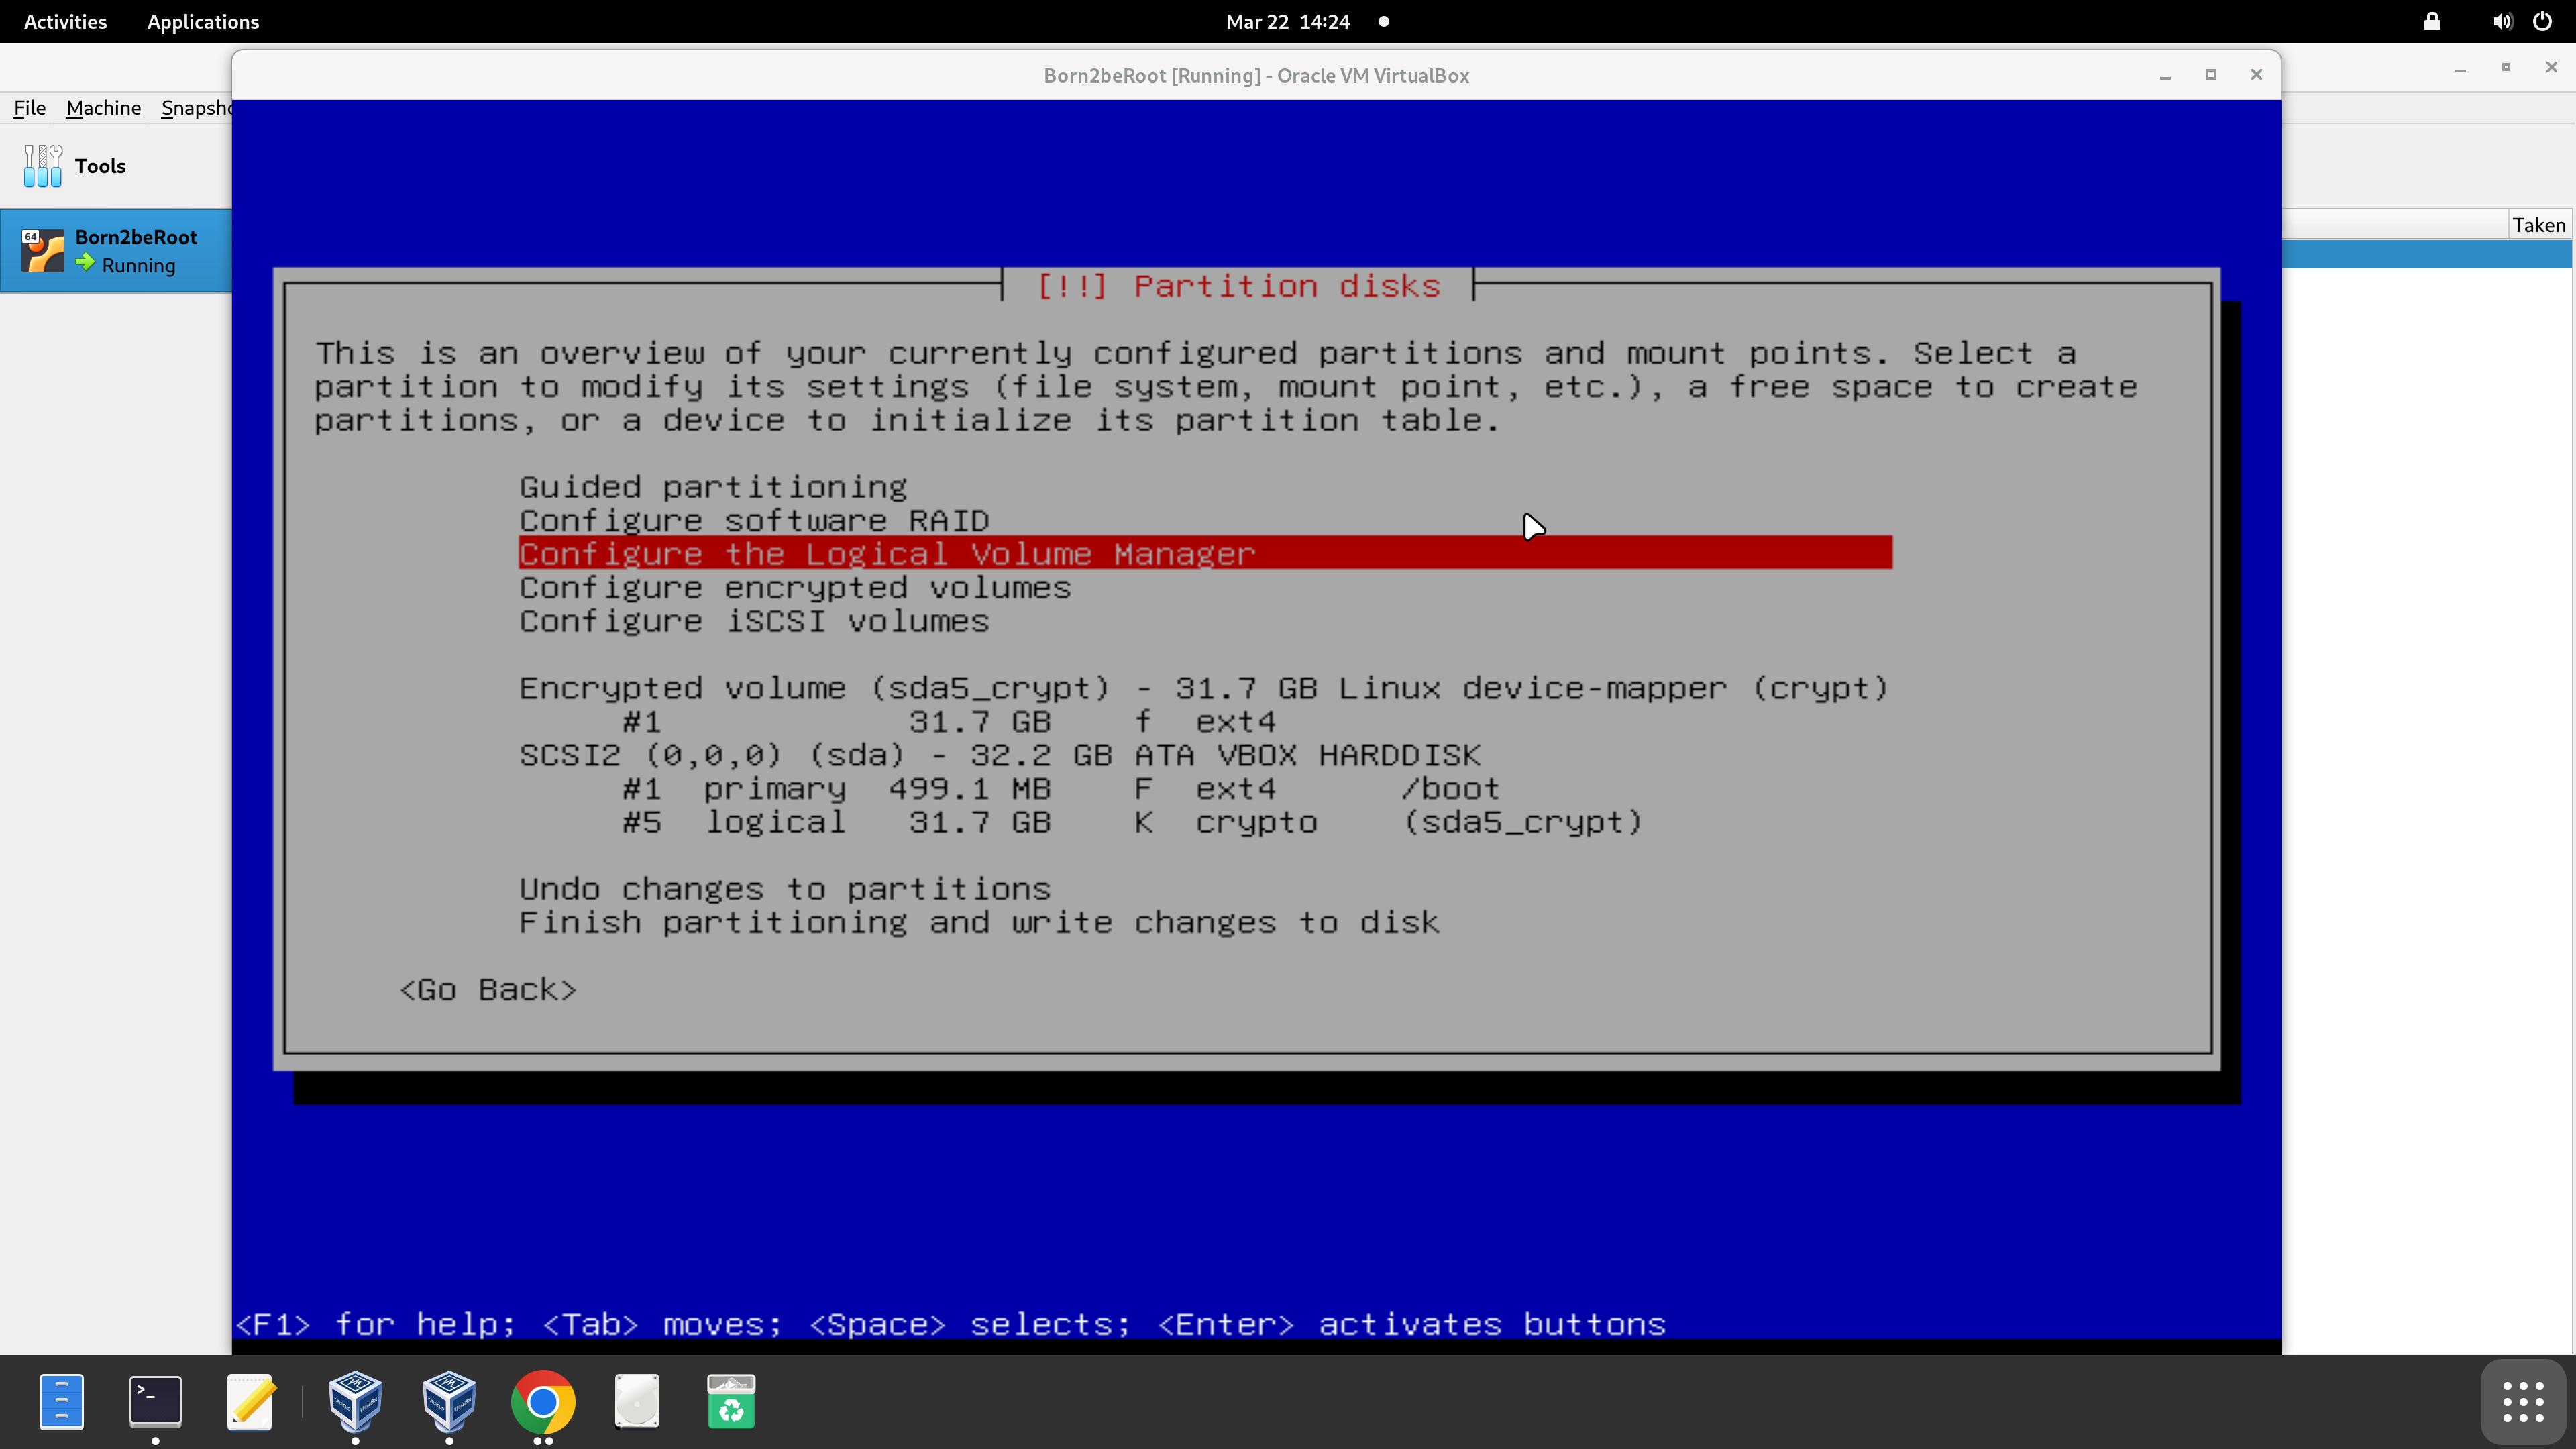 Activities Applications Mar 22 14:24
Born2beRoot [Running] - Oracle VM VirtualBox
File Machine Snapsho
Tools
64
Born2beRoot
Running
Taken
[!!] Partition disks
This is an overview of your currently configured partitions and mount points. Select a
partition to modify its settings (file system, mount point, etc.), a free space to create
partitions, or a device to initialize its partition table.
Guided partitioning
Configure software RAID
Configure the Logical Volume Manager
Configure encrypted volumes
Configure iSCSI volumes
Encrypted volume (sda5_crypt) - 31.7 GB Linux device-mapper (crypt)
#1 31.7 GB f ext4
SCSI2 (0,0,0) (sda) - 32.2 GB ATA VBOX HARDDISK
#1 primary 499.1 MB F ext4 /boot
#5 logical 31.7 GB K crypto (sda5_crypt)
Undo changes to partitions
Finish partitioning and write changes to disk
<Go Back>
<F1> for help; <Tab> moves; <Space> selects; <Enter> activates buttons